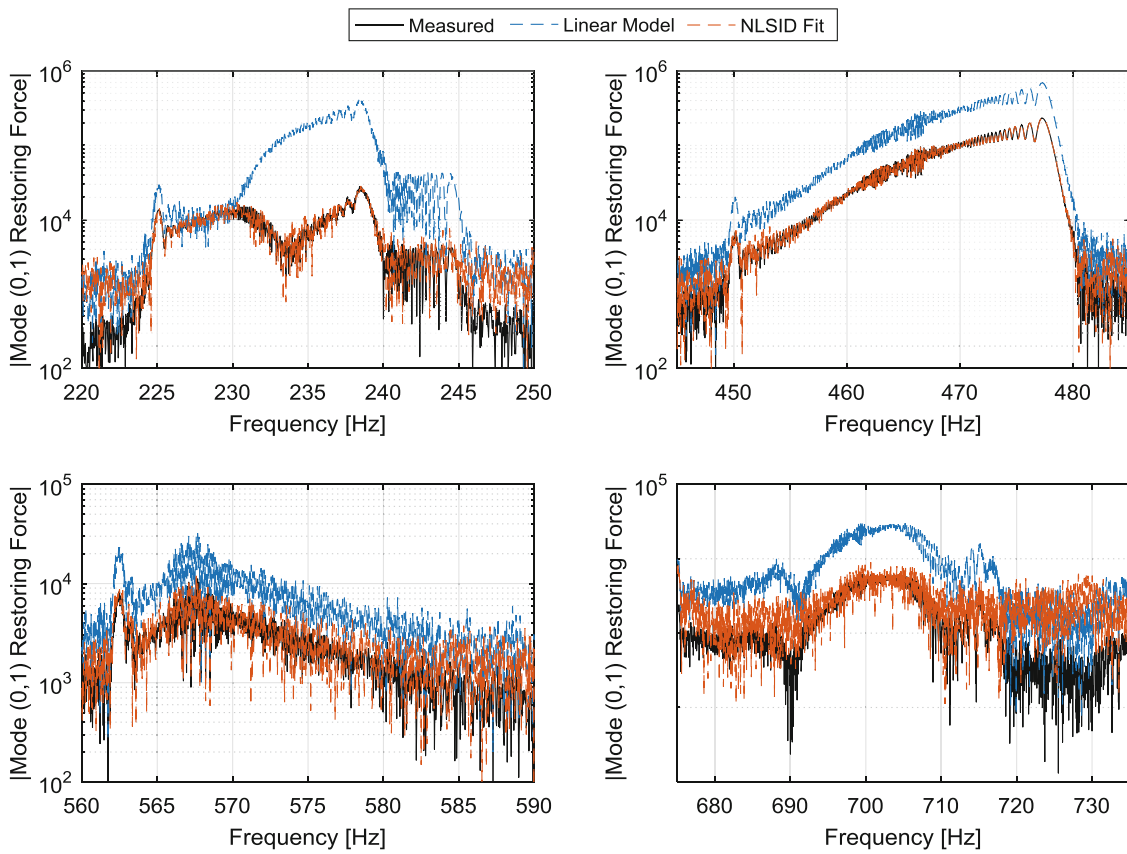 Measured Linear Model NLSID Fit
|Mode (0,1) Restoring Force|
10^6
10^4
10^2
220 225 230 235 240 245 250
Frequency [Hz]
|Mode (0,1) Restoring Force|
10^6
10^4
10^2
450 460 470 480
Frequency [Hz]
|Mode (0,1) Restoring Force|
10^5
10^4
10^3
10^2
560 565 570 575 580 585 590
Frequency [Hz]
|Mode (0,1) Restoring Force|
10^5
680 690 700 710 720 730
Frequency [Hz]